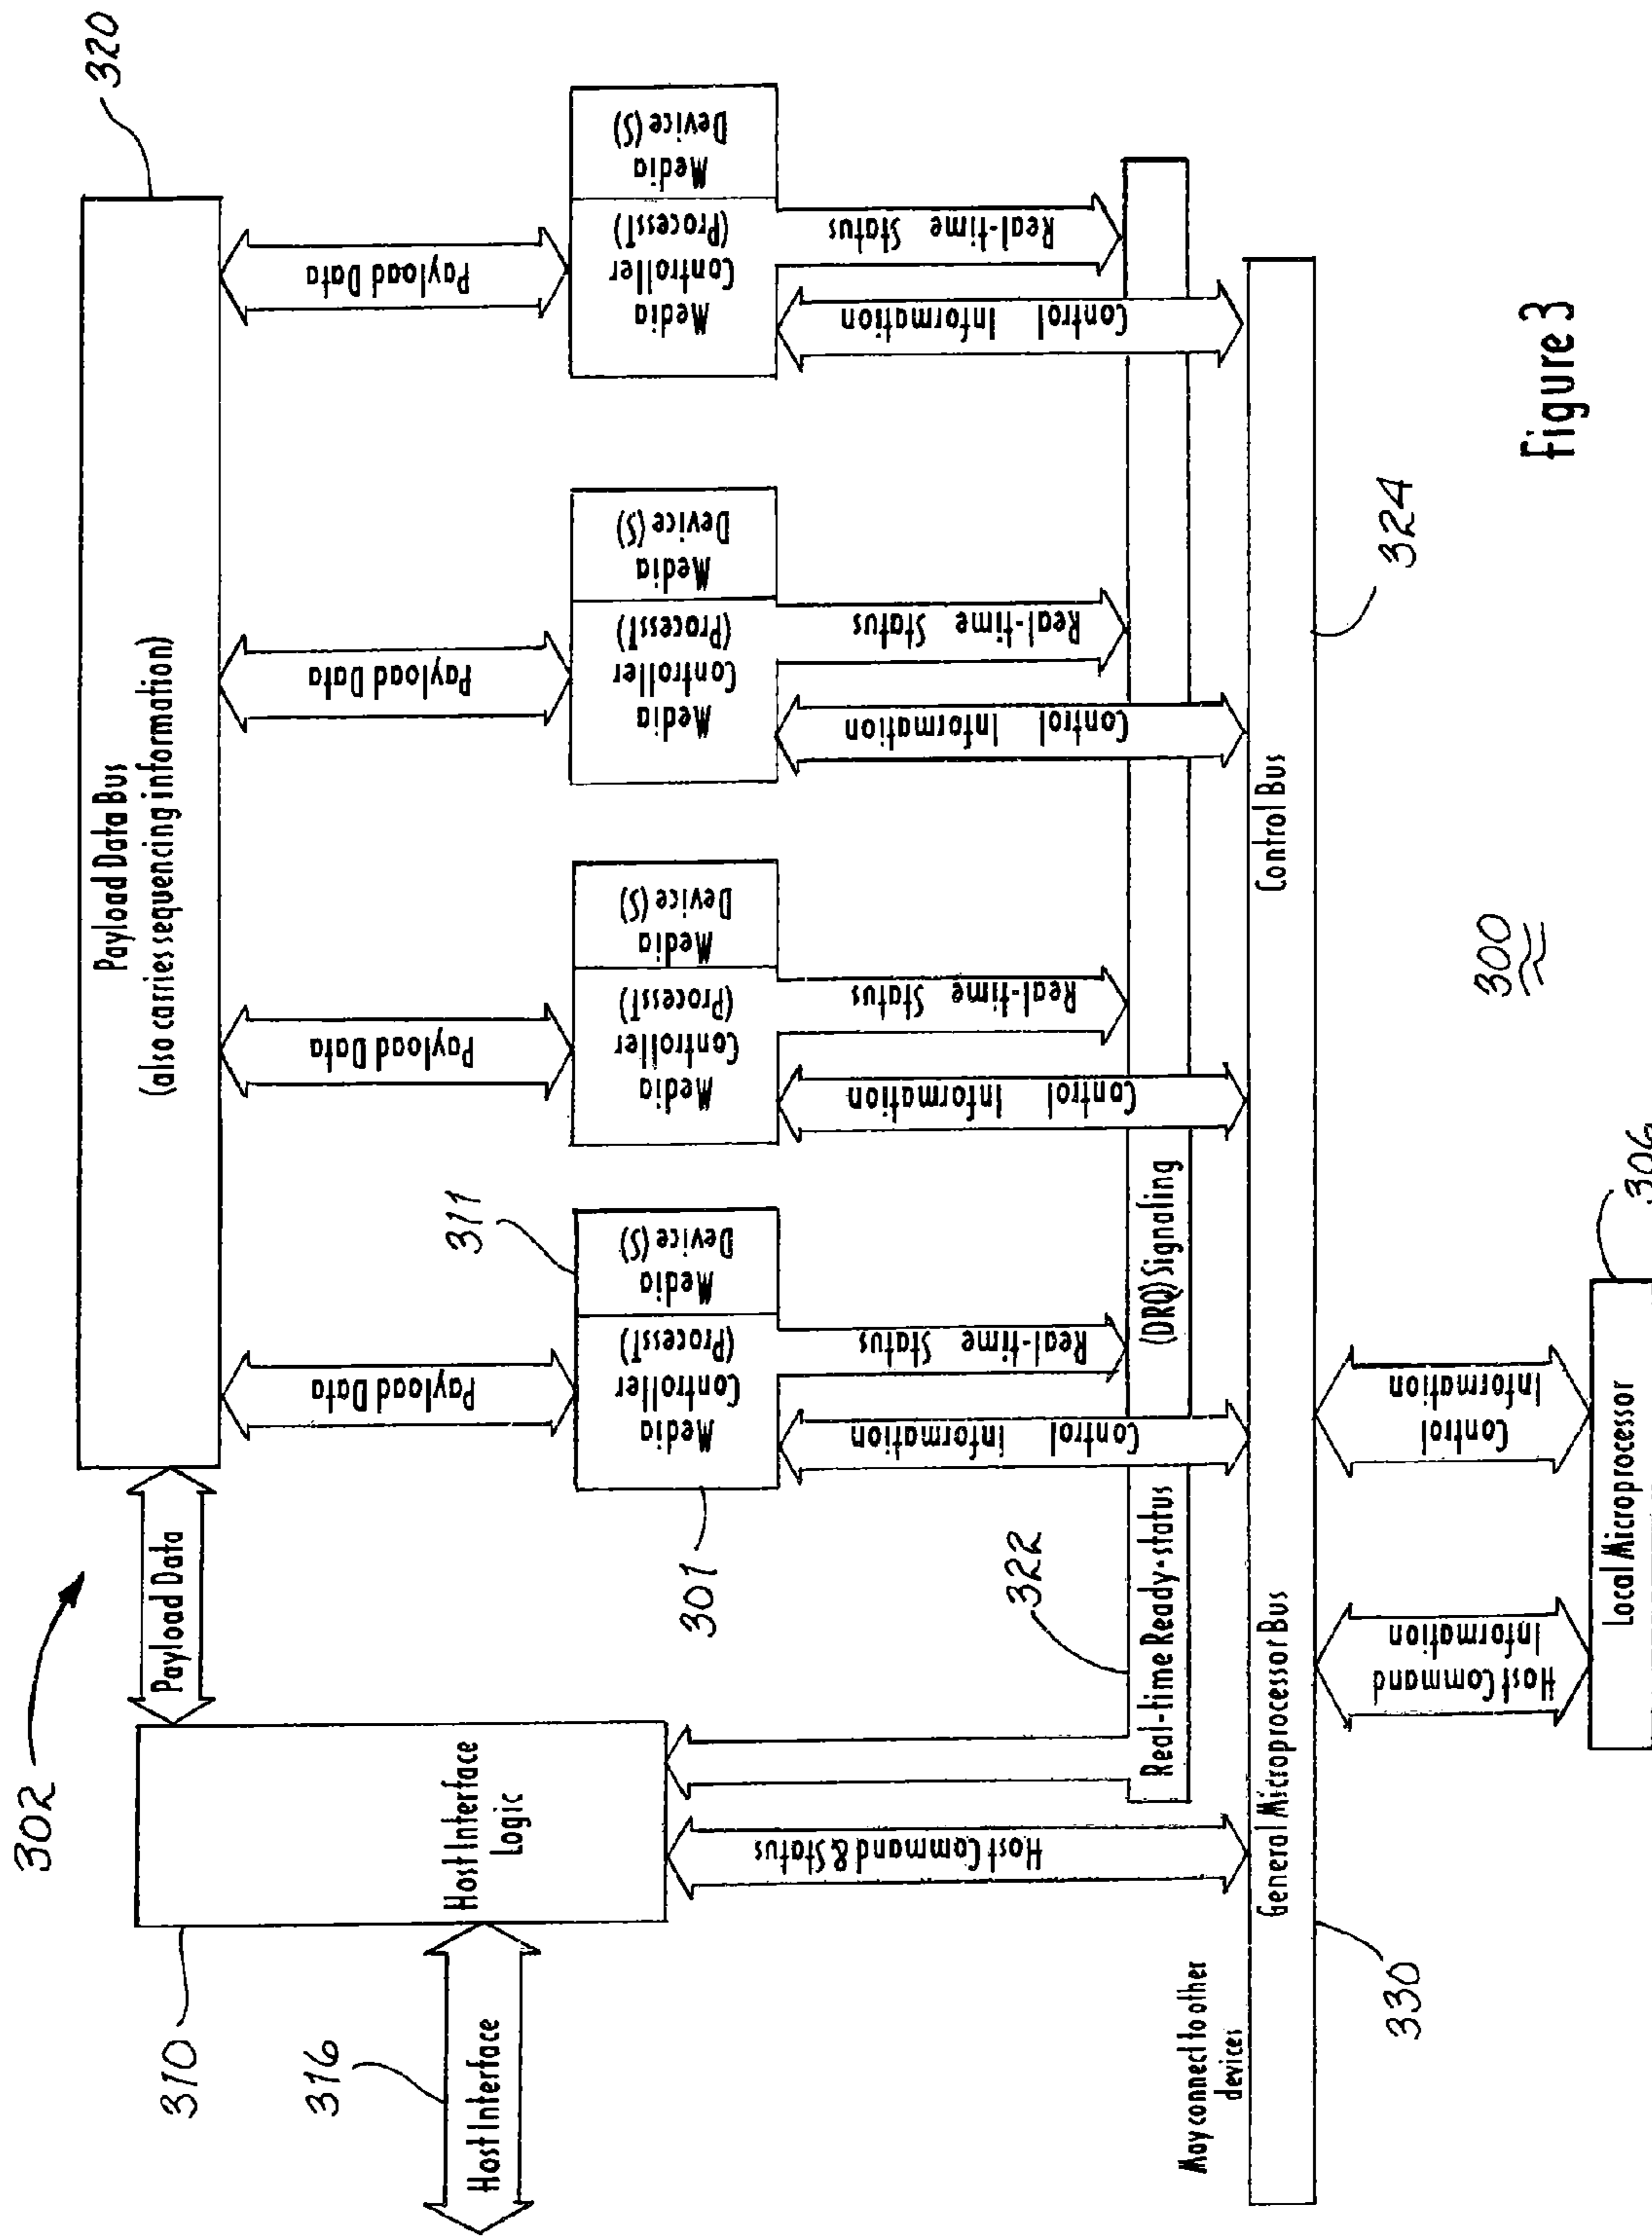 302
320
Payload Data Bus
(also carries sequencing information)
Payload Data
310
Host Interface
Logic
316
Host Interface
Payload Data
Payload Data
Payload Data
Payload Data
301
311
Media
Controller
(ProcessT)
Media
Device (S)
Media
Controller
(ProcessT)
Media
Device (S)
Media
Controller
(ProcessT)
Media
Device (S)
Media
Controller
(ProcessT)
Media
Device (S)
Host Command & Status
Control Information
Real-time Status
Control Information
Real-time Status
Control Information
Real-time Status
Control Information
Real-time Status
322
Real-time Ready-status
(DRQ) Signaling
May connect to other
devices
General Microprocessor Bus
Control Bus
330
324
Host Command
Information
Control
Information
Local Microprocessor
306
300
Figure 3